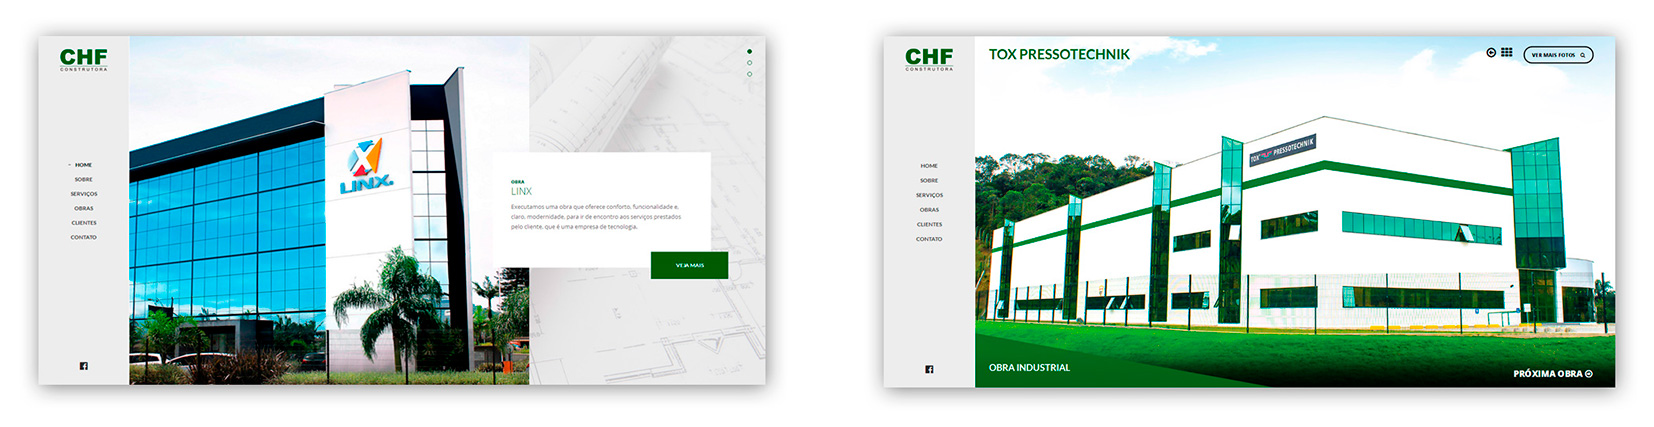 CHF
CONSTRUTORA
HOME
SOBRE
SERVIÇOS
OBRAS
CLIENTES
CONTATO
LINX.
OBRA
LINX
Executamos uma obra que oferece conforto, funcionalidade e,
claro, modernidade, para ir de encontro aos serviços prestados
pelo cliente, que é uma empresa de tecnologia.
VEJA MAIS
CHF
CONSTRUTORA
HOME
SOBRE
SERVIÇOS
OBRAS
CLIENTES
CONTATO
TOX PRESSOTECHNIK
VER MAIS FOTOS
TOX PRESSOTECHNIK
OBRA INDUSTRIAL
PRÓXIMA OBRA